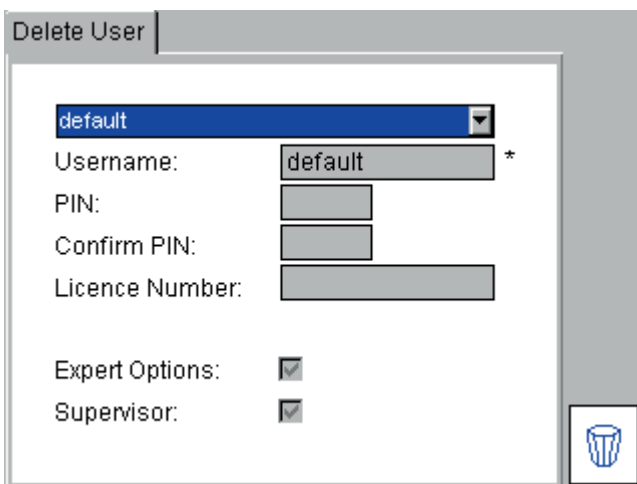 Delete User
default
Username: default *
PIN:
Confirm PIN:
Licence Number:
Expert Options:
Supervisor: